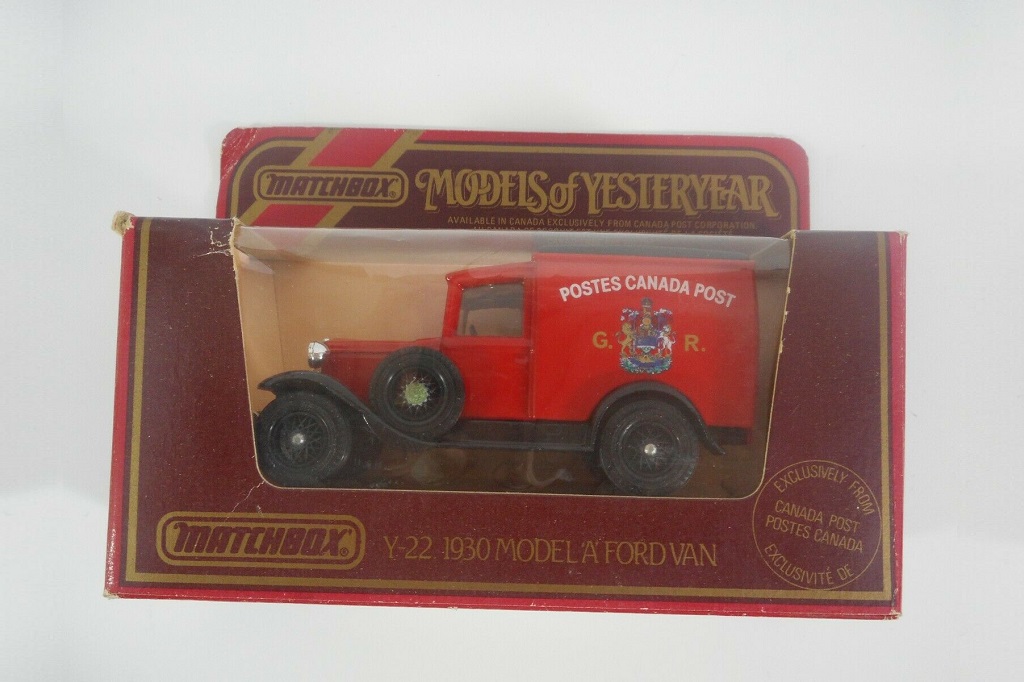 MATCHBOX
MODELS of YESTERYEAR
AVAILABLE IN CANADA EXCLUSIVELY FROM CANADA POST CORPORATION
POSTES CANADA POST
G. R.
MATCHBOX
Y-22 1930 MODEL 'A' FORD VAN
EXCLUSIVELY FROM
CANADA POST
POSTES CANADA
EXCLUSIVITÉ DE